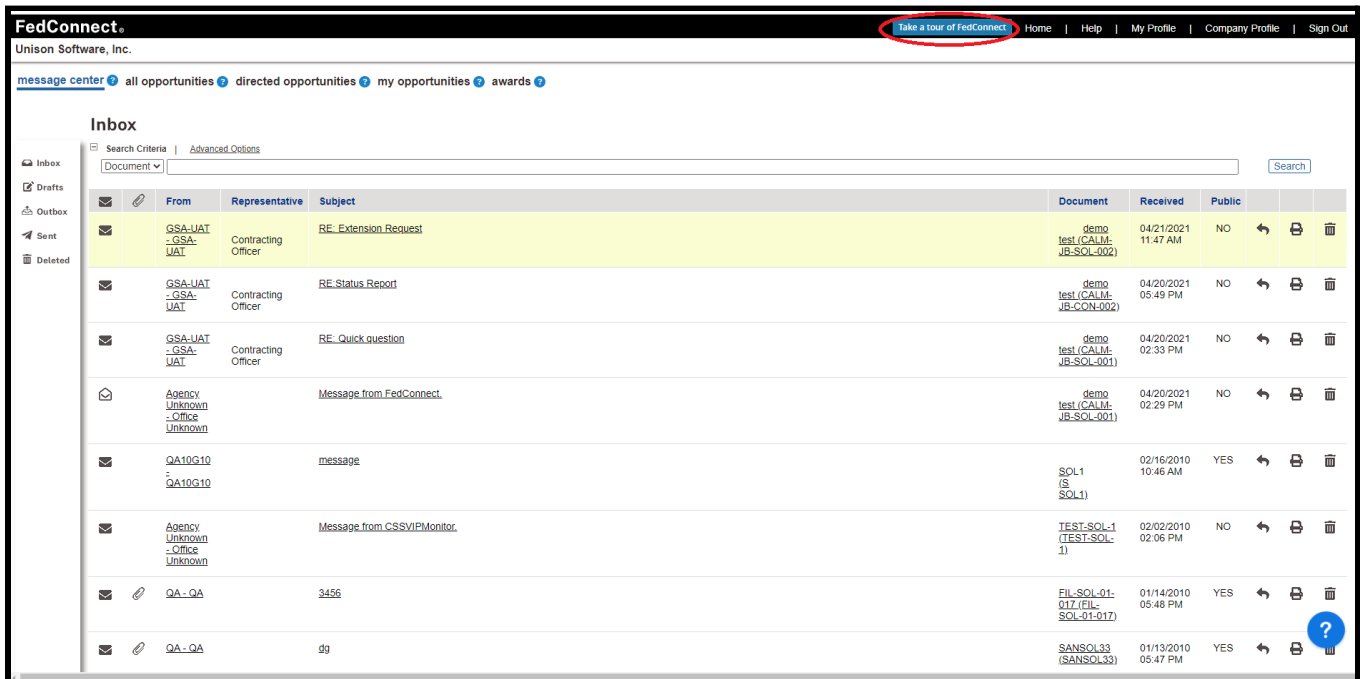 FedConnect®
Take a tour of FedConnect Home | Help | My Profile | Company Profile | Sign Out
Unison Software, Inc.
message center ? all opportunities ? directed opportunities ? my opportunities ? awards ?
Inbox
Search Criteria | Advanced Options
Document Search
Inbox
Drafts
Outbox
Sent
Deleted
From Representative Subject Document Received Public
GSA-UAT RE: Extension Request demo 04/21/2021 NO
- GSA- Contracting test (CALM- 11:47 AM
UAT Officer JB-SOL-002)
GSA-UAT RE:Status Report demo 04/20/2021 NO
- GSA- Contracting test (CALM- 05:49 PM
UAT Officer JB-CON-002)
GSA-UAT RE: Quick question demo 04/20/2021 NO
- GSA- Contracting test (CALM- 02:33 PM
UAT Officer JB-SOL-001)
Agency Message from FedConnect. demo 04/20/2021 NO
Unknown test (CALM- 02:29 PM
- Office JB-SOL-001)
Unknown
QA10G10 message 02/16/2010 YES
- SOL1 10:46 AM
QA10G10 (S
SOL1)
Agency Message from CSSVIPMonitor. TEST-SOL-1 02/02/2010 NO
Unknown (TEST-SOL- 02:06 PM
- Office 1)
Unknown
QA - QA 3456 FIL-SOL-01- 01/14/2010 YES
017 (FIL- 05:48 PM
SOL-01-017)
?
QA - QA dg SANSOL33 01/13/2010 YES
(SANSOL33) 05:47 PM